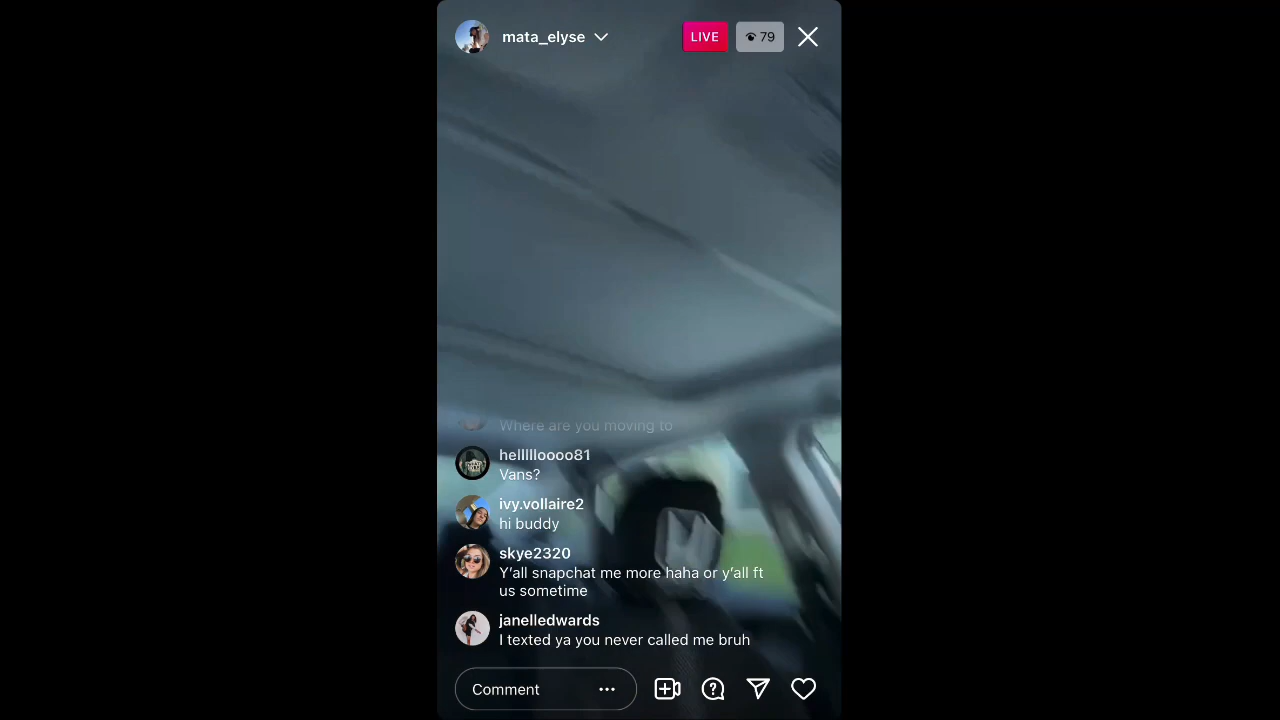 mata_elyse
LIVE
79
Where are you moving to
hellllloooo81
Vans?
ivy.vollaire2
hi buddy
skye2320
Y'all snapchat me more haha or y'all ft
us sometime
janelledwards
I texted ya you never called me bruh
Comment